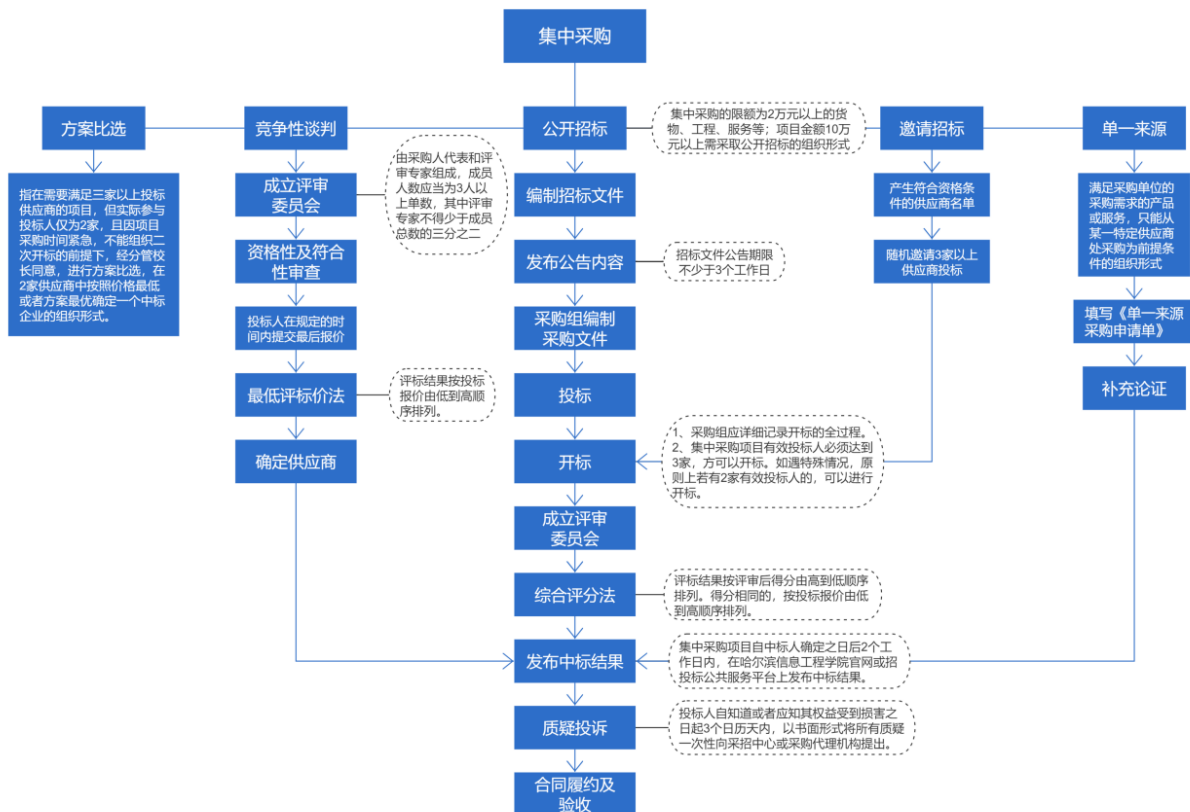 集中采购
方案比选
指在需要满足三家以上投标
供应商的项目，但实际参与
投标人仅为2家，且因项目
采购时间紧急，不能组织二
次开标的前提下，经分管校
长同意，进行方案比选，在
2家供应商中按照价格最低
或者方案最优确定一个中标
企业的组织形式。
竞争性谈判
成立评审
委员会
由采购人代表和评
审专家组成，成员
人数应当为3人以
上单数，其中评审
专家不得少于成员
总数的三分之二
资格性及符合
性审查
投标人在规定的时
间内提交最后报价
最低评标价法
评标结果按投标
报价由低到高顺
序排列。
确定供应商
公开招标
集中采购的限额为2万元以上的货
物、工程、服务等；项目金额10万
元以上需采取公开招标的组织形式
编制招标文件
发布公告内容
招标文件公告期限
不少于3个工作日
采购组编制
采购文件
投标
开标
1、采购组应详细记录开标的全过程。
2、集中采购项目有效投标人必须达到
3家，方可以开标。如遇特殊情况，原
则上若有2家有效投标人的，可以进行
开标。
成立评审
委员会
综合评分法
评标结果按评审后得分由高到低顺序
排列。得分相同的，按投标报价由低
到高顺序排列。
发布中标结果
集中采购项目自中标人确定之日后2个工
作日内，在哈尔滨信息工程学院官网或招
投标公共服务平台上发布中标结果。
质疑投诉
投标人自知道或者应知其权益受到损害之
日起3个日历天内，以书面形式将所有质疑
一次性向采招中心或采购代理机构提出。
合同履约及
验收
邀请招标
产生符合资格条
件的供应商名单
随机邀请3家以上
供应商投标
单一来源
满足采购单位的
采购需求的产品
或服务，只能从
某一特定供应商
处采购为前提条
件的组织形式
填写《单一来源
采购申请单》
补充论证